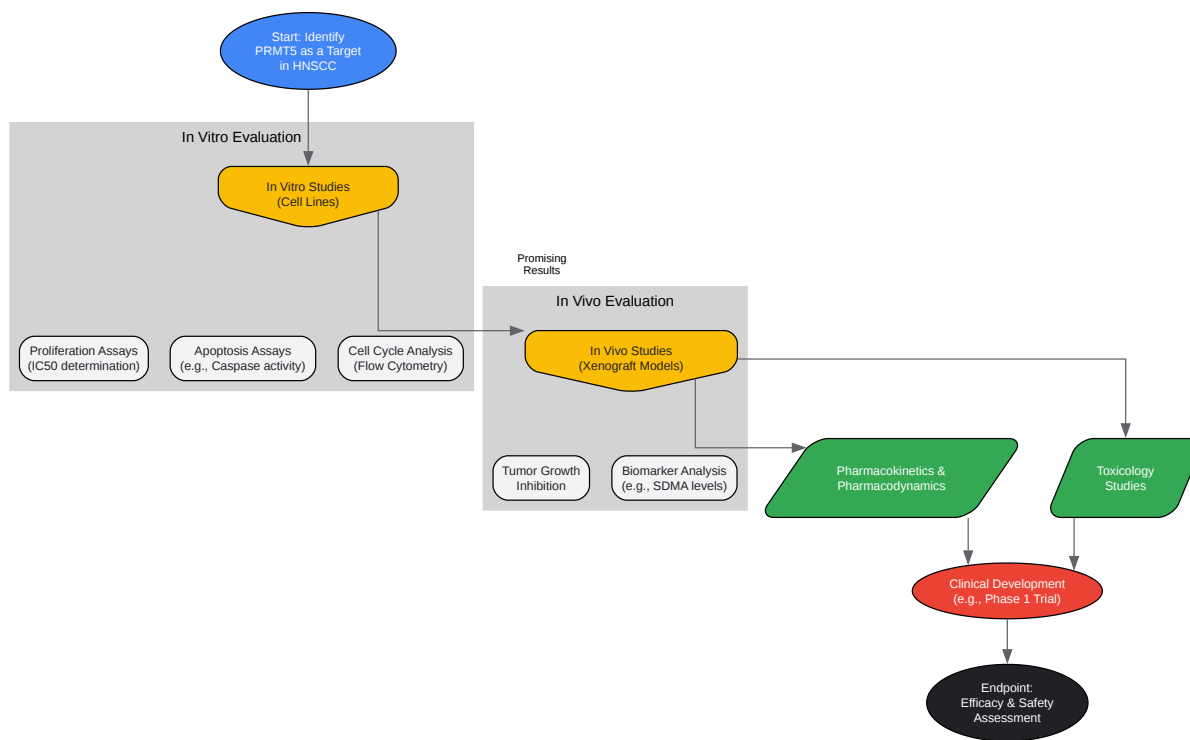 Start: Identify
PRMT5 as a Target
in HNSCC
In Vitro Evaluation
In Vitro Studies
(Cell Lines)
Proliferation Assays
(IC50 determination)
Apoptosis Assays
(e.g., Caspase activity)
Cell Cycle Analysis
(Flow Cytometry)
Promising
Results
In Vivo Evaluation
In Vivo Studies
(Xenograft Models)
Tumor Growth
Inhibition
Biomarker Analysis
(e.g., SDMA levels)
Pharmacokinetics &
Pharmacodynamics
Toxicology
Studies
Clinical Development
(e.g., Phase 1 Trial)
Endpoint:
Efficacy & Safety
Assessment